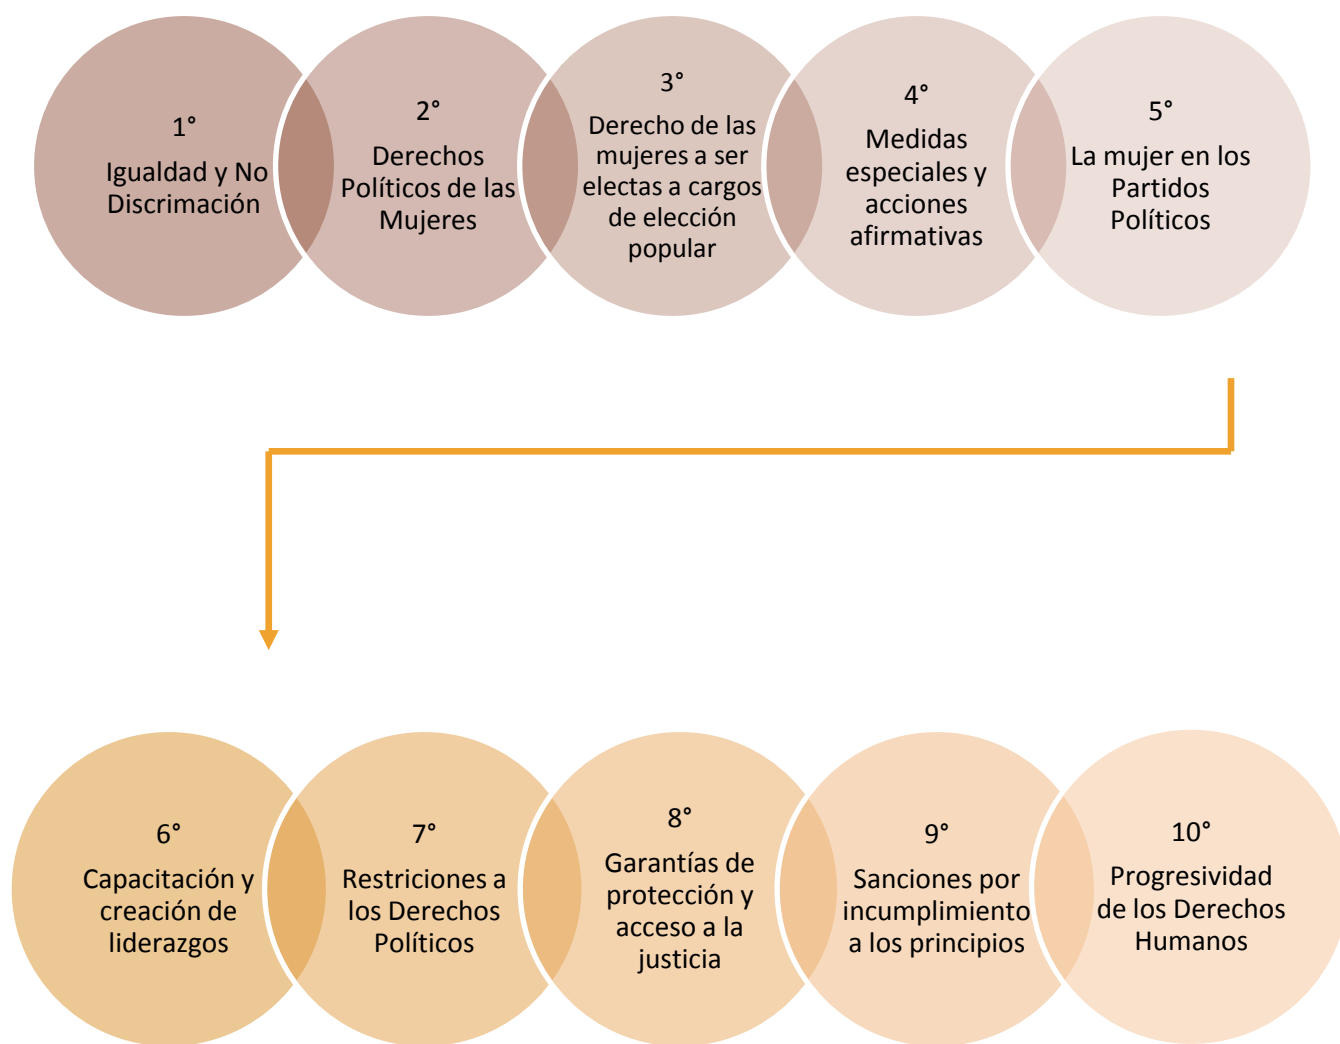 1°
Igualdad y No
Discrimación
2°
Derechos
Políticos de las
Mujeres
3°
Derecho de las
mujeres a ser
electas a cargos
de elección
popular
4°
Medidas
especiales y
acciones
afirmativas
5°
La mujer en los
Partidos
Políticos
6°
Capacitación y
creación de
liderazgos
7°
Restriciones a
los Derechos
Políticos
8°
Garantías de
protección y
acceso a la
justicia
9°
Sanciones por
incumplimiento
a los principios
10°
Progresividad
de los Derechos
Humanos